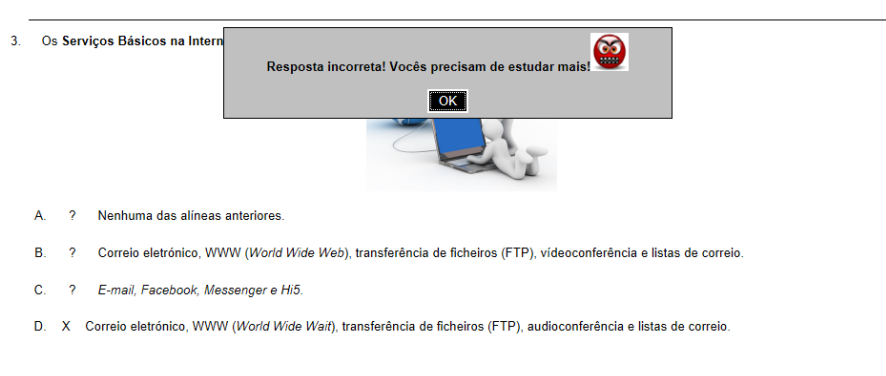 3. Os Serviços Básicos na Intern
Resposta incorreta! Vocês precisam de estudar mais!
OK
A. ? Nenhuma das alíneas anteriores.
B. ? Correio eletrónico, WWW (World Wide Web), transferência de ficheiros (FTP), vídeoconferência e listas de correio.
C. ? E-mail, Facebook, Messenger e Hi5.
D. X Correio eletrónico, WWW (World Wide Wait), transferência de ficheiros (FTP), audioconferência e listas de correio.